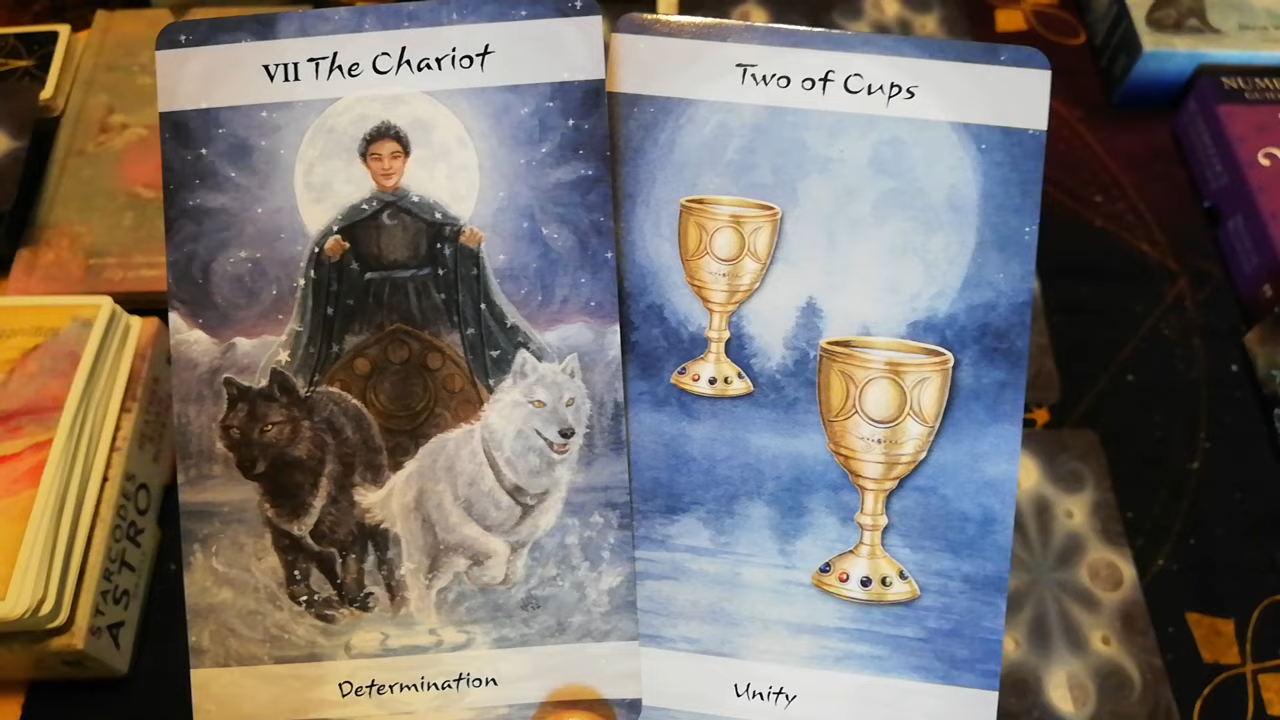 VII The Chariot
Two of Cups
NUM
STARCODES
ASTRO
Determination
Unity